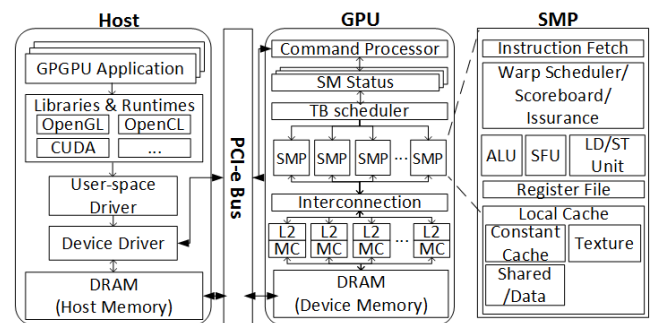 Host
GPGPU Application
Libraries & Runtimes
OpenGL
OpenCL
CUDA
...
User-space
Driver
Device Driver
DRAM
(Host Memory)
PCI-e Bus
GPU
Command Processor
SM Status
TB scheduler
SMP SMP SMP ... SMP
Interconnection
L2 L2 L2 ... L2
MC MC MC MC
DRAM
(Device Memory)
SMP
Instruction Fetch
Warp Scheduler/
Scoreboard/
Issurance
ALU
SFU
LD/ST
Unit
Register File
Local Cache
Constant
Cache
Texture
Shared
/Data